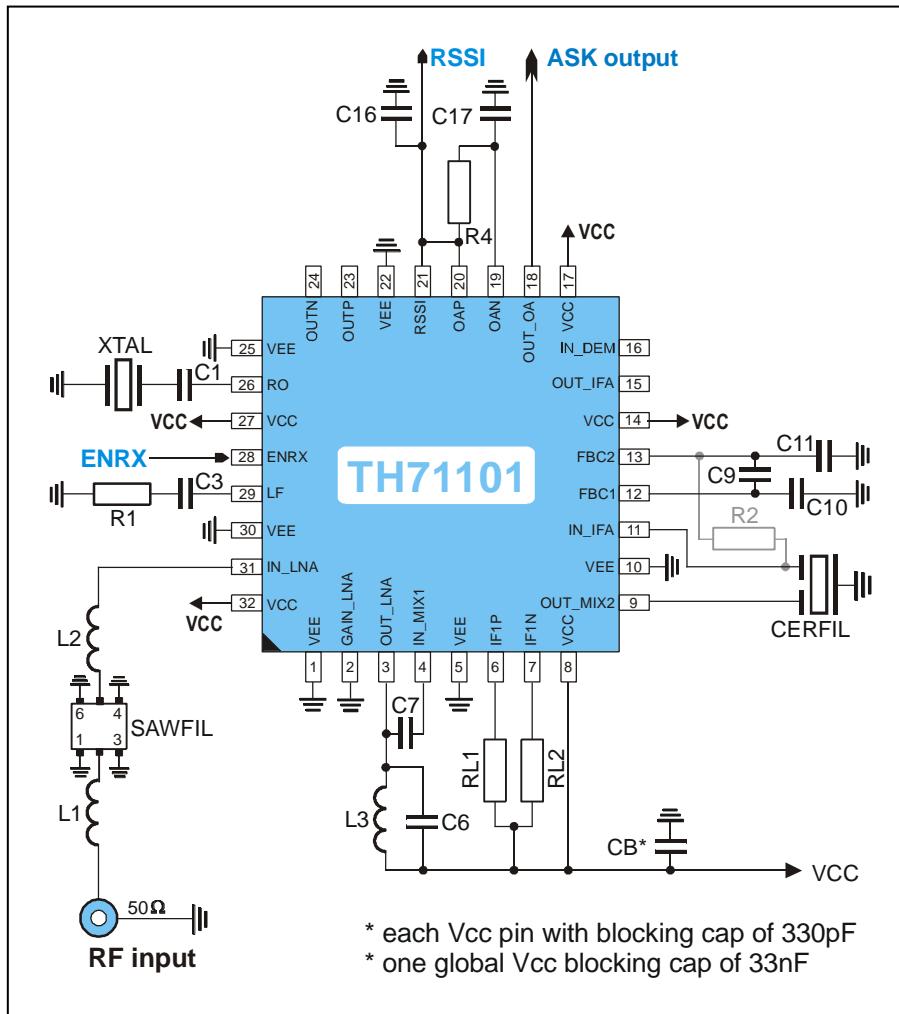 RSSI
ASK output
C16
C17
R4
VCC
24
23
22
21
20
19
18
17
OUTN
OUTP
VEE
RSSI
OAP
OAN
OUT_OA
VCC
XTAL
C1
25
VEE
26
RO
VCC
27
VCC
ENRX
28
ENRX
R1
C3
29
LF
30
VEE
31
IN_LNA
VCC
32
VCC
TH71101
IN_DEM
16
OUT_IFA
15
VCC
14
VCC
FBC2
13
C11
C9
FBC1
12
C10
IN_IFA
11
R2
VEE
10
OUT_MIX2
9
CERFIL
VEE
GAIN_LNA
OUT_LNA
IN_MIX1
VEE
IF1P
IF1N
VCC
1
2
3
4
5
6
7
8
L2
6
4
1
3
SAWFIL
L1
C7
RL1
RL2
L3
C6
CB*
VCC
50Ω
RF input
* each Vcc pin with blocking cap of 330pF
* one global Vcc blocking cap of 33nF